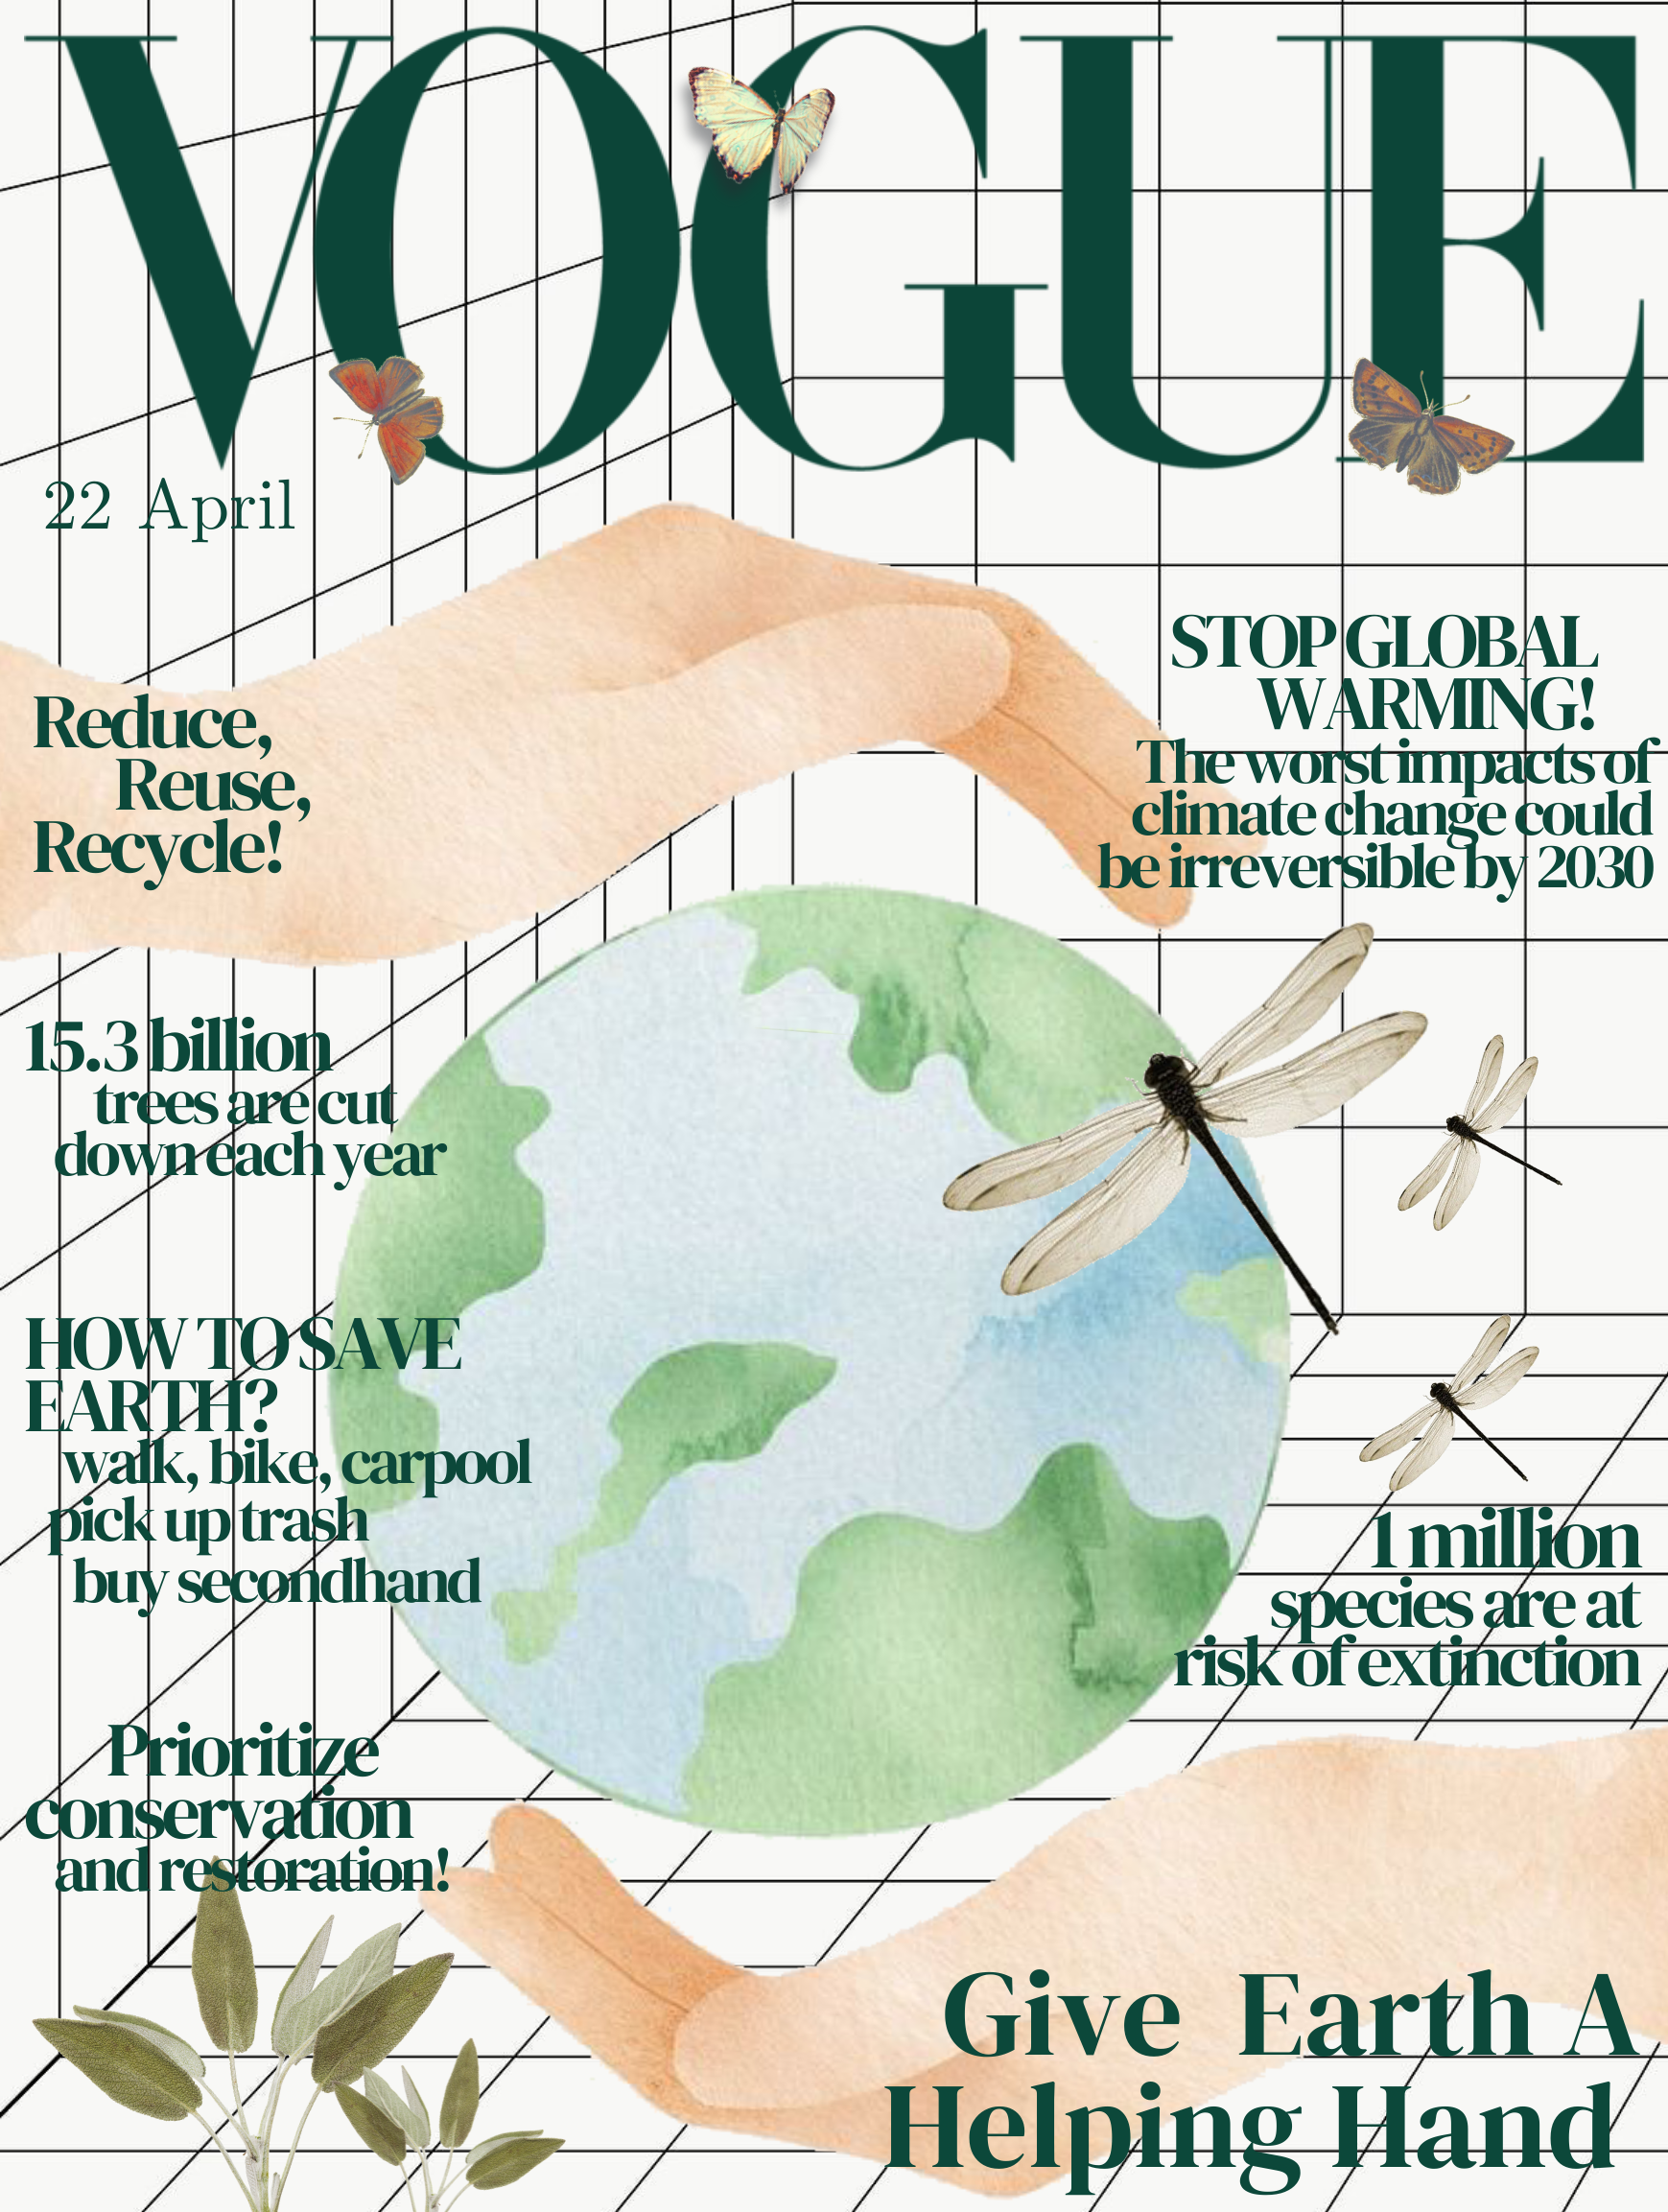 VOGUE
22 April
STOP GLOBAL
WARMING!
The worst impacts of
climate change could
be irreversible by 2030
Reduce,
Reuse,
Recycle!
15.3 billion
trees are cut
down each year
HOW TO SAVE
EARTH?
walk, bike, carpool
pick up trash
buy secondhand
1 million
species are at
risk of extinction
Prioritize
conservation
and restoration!
Give Earth A
Helping Hand